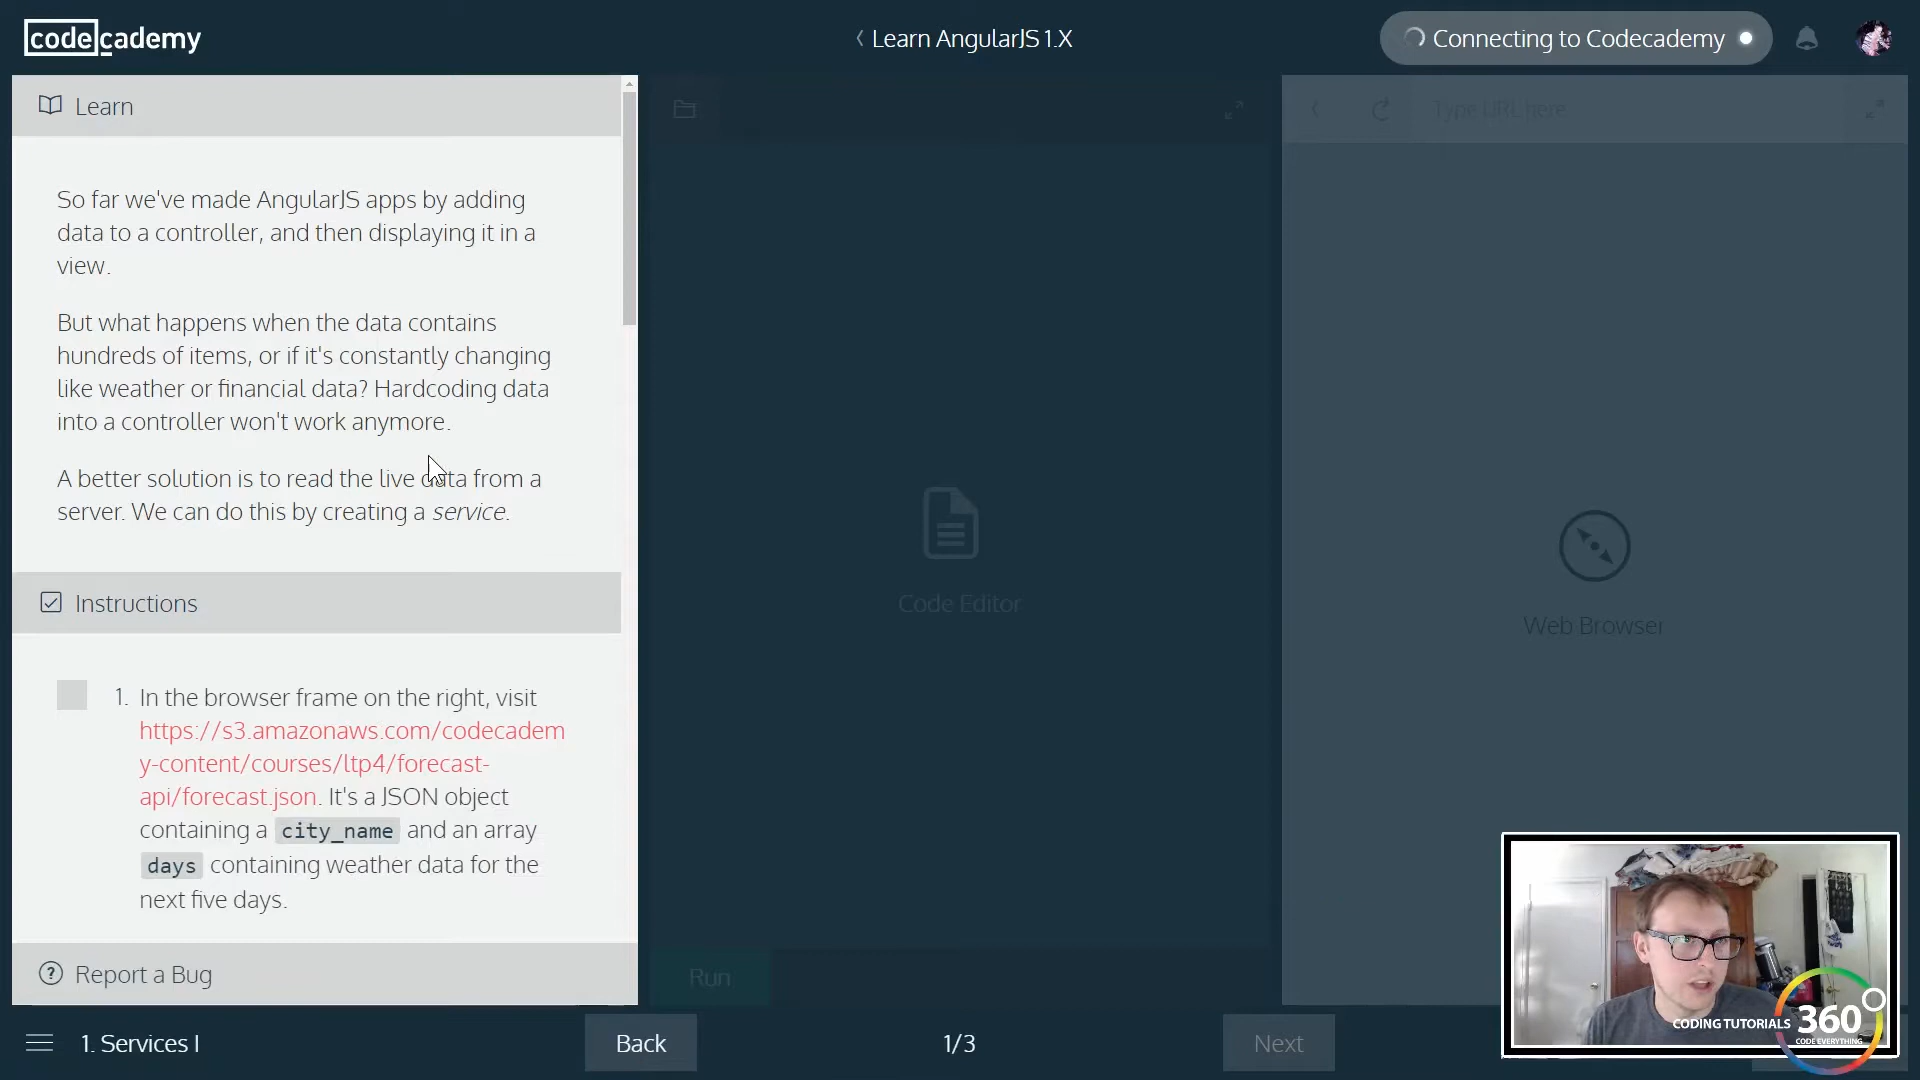 codecademy
Learn AngularJS 1.X
Connecting to Codecademy
Learn
Type URL here
So far we've made AngularJS apps by adding
data to a controller, and then displaying it in a
view.
But what happens when the data contains
hundreds of items, or if it's constantly changing
like weather or financial data? Hardcoding data
into a controller won't work anymore.
A better solution is to read the live data from a
server. We can do this by creating a service.
Code Editor
Web Browser
Instructions
1. In the browser frame on the right, visit
https://s3.amazonaws.com/codecadem
y-content/courses/ltp4/forecast-
api/forecast.json. It's a JSON object
containing a city_name and an array
days containing weather data for the
next five days.
Report a Bug
Run
1. Services I
Back
1/3
Next
CODING TUTORIALS 360
CODE EVERYTHING